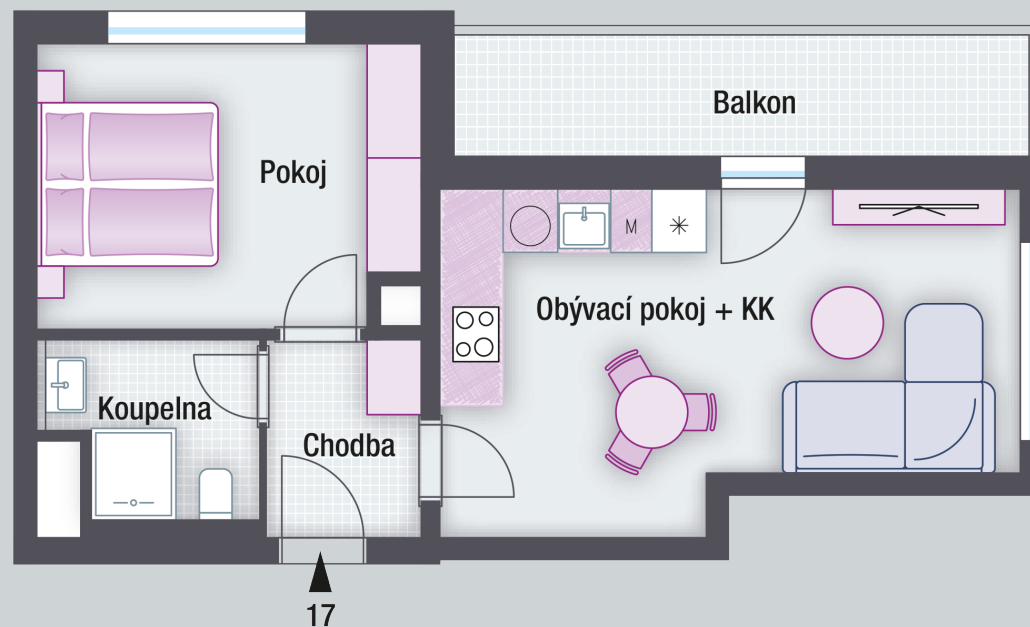 Balkon
Pokoj
M
Obývací pokoj + KK
Koupelna
Chodba
17